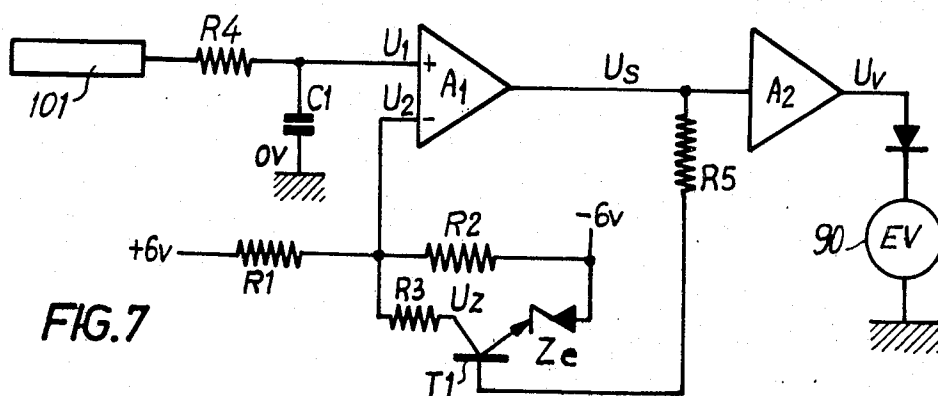 R4
101
C1
0V
U1
U2
+
-
A1
US
A2
UV
R5
90
EV
+6v
R1
R2
-6v
R3
UZ
Ze
T1
FIG.7